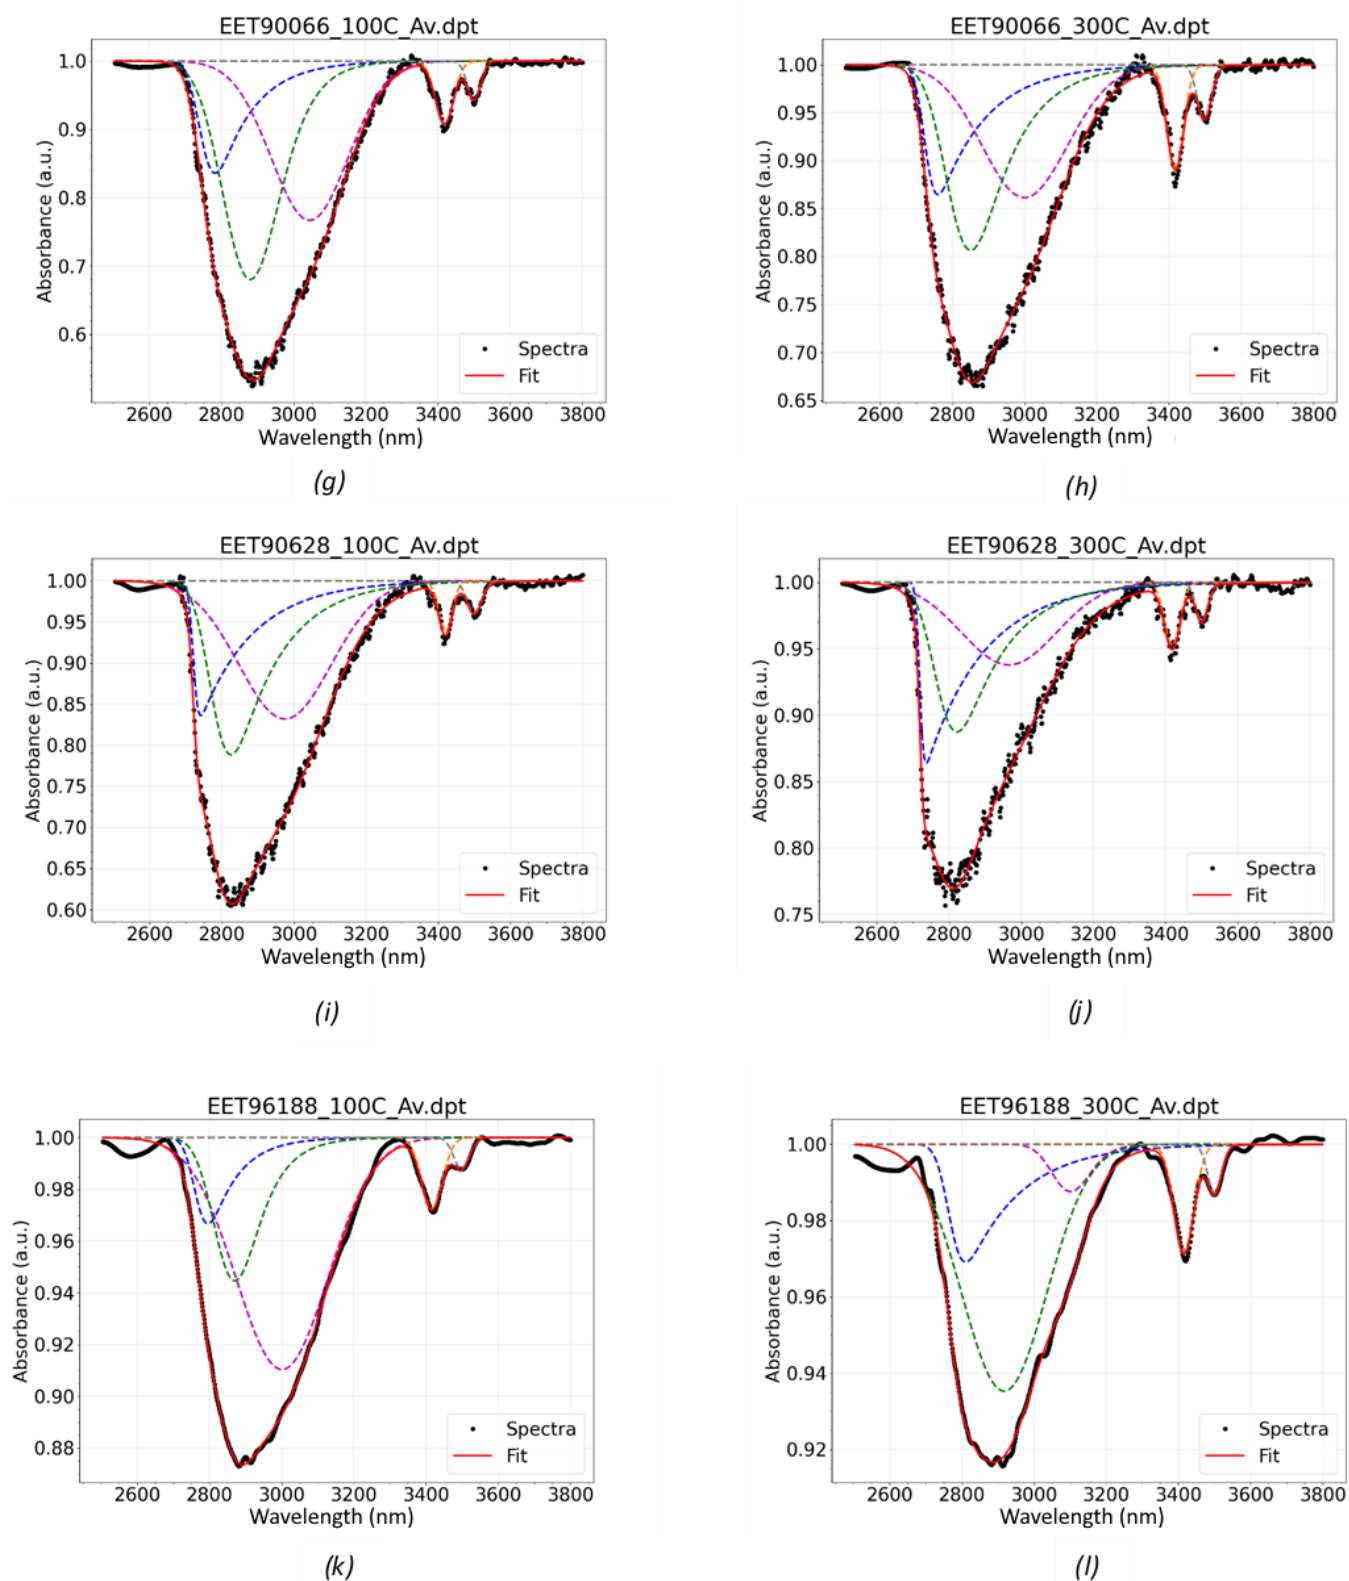 EET90066_100C_Av.dpt
Absorbance (a.u.)
1.0
0.9
0.8
0.7
0.6
Spectra
Fit
2600 2800 3000 3200 3400 3600 3800
Wavelength (nm)
(g)
EET90066_300C_Av.dpt
Absorbance (a.u.)
1.00
0.95
0.90
0.85
0.80
0.75
0.70
0.65
Spectra
Fit
2600 2800 3000 3200 3400 3600 3800
Wavelength (nm)
(h)
EET90628_100C_Av.dpt
Absorbance (a.u.)
1.00
0.95
0.90
0.85
0.80
0.75
0.70
0.65
0.60
Spectra
Fit
2600 2800 3000 3200 3400 3600 3800
Wavelength (nm)
(i)
EET90628_300C_Av.dpt
Absorbance (a.u.)
1.00
0.95
0.90
0.85
0.80
0.75
Spectra
Fit
2600 2800 3000 3200 3400 3600 3800
Wavelength (nm)
(j)
EET96188_100C_Av.dpt
Absorbance (a.u.)
1.00
0.98
0.96
0.94
0.92
0.90
0.88
Spectra
Fit
2600 2800 3000 3200 3400 3600 3800
Wavelength (nm)
(k)
EET96188_300C_Av.dpt
Absorbance (a.u.)
1.00
0.98
0.96
0.94
0.92
Spectra
Fit
2600 2800 3000 3200 3400 3600 3800
Wavelength (nm)
(l)